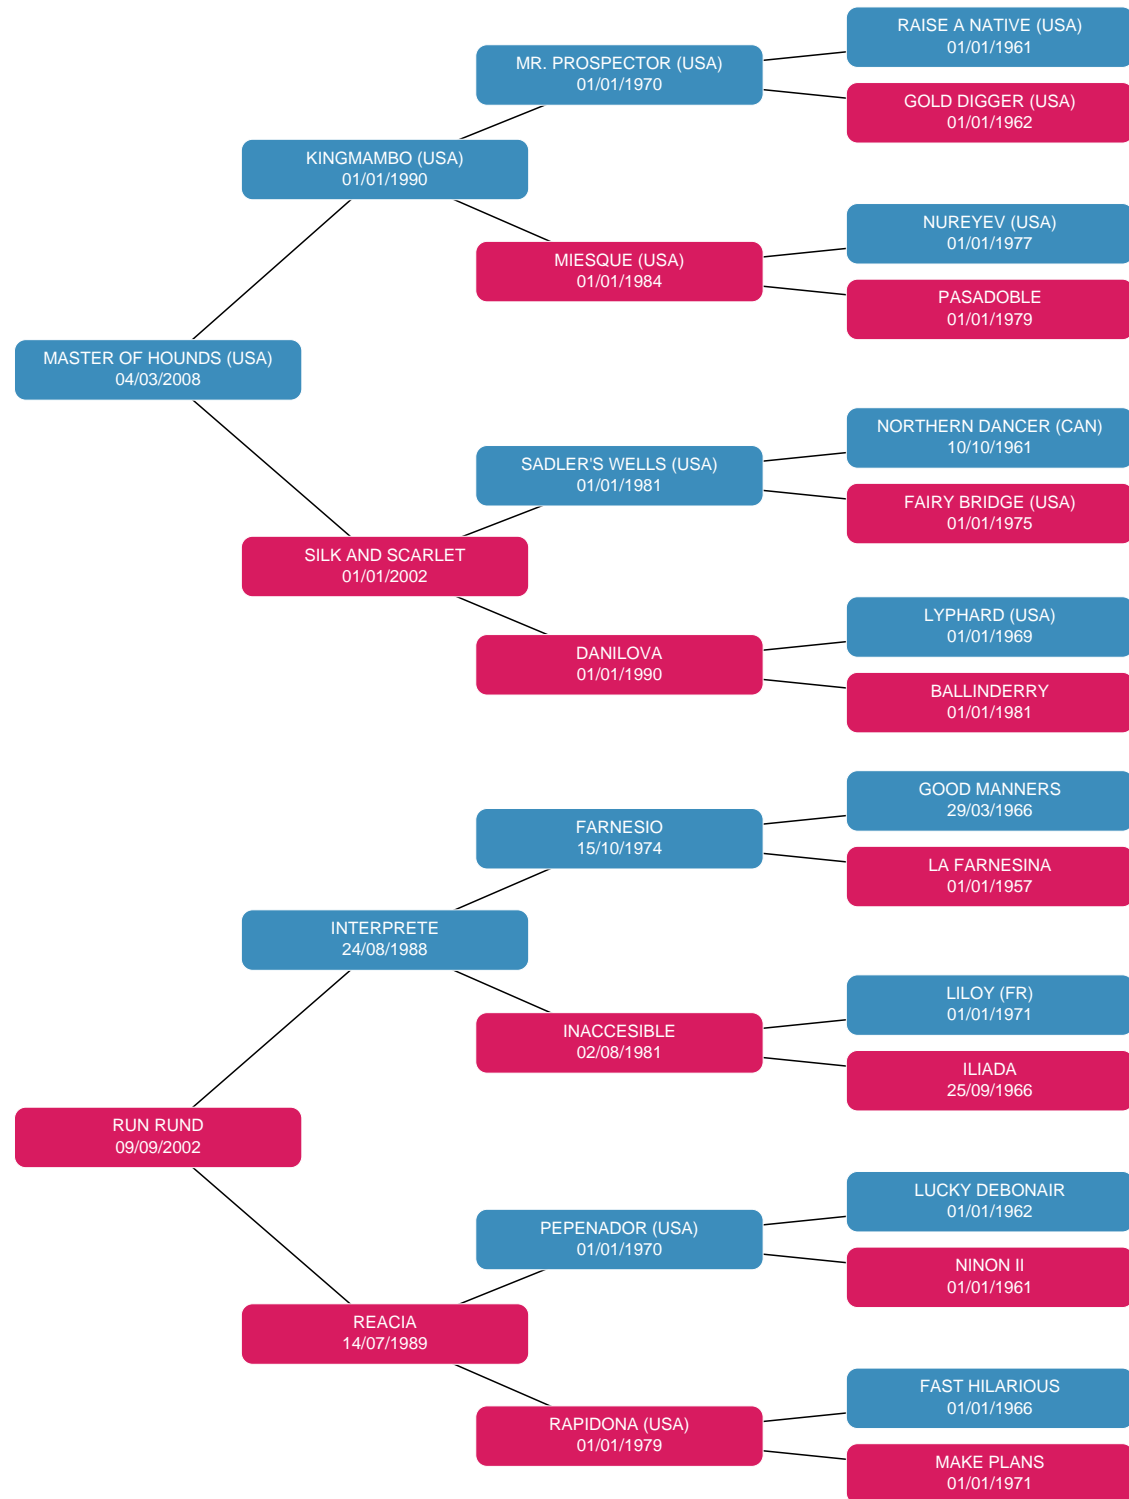 RAISE A NATIVE (USA)
01/01/1961
MR. PROSPECTOR (USA)
01/01/1970
GOLD DIGGER (USA)
01/01/1962
KINGMAMBO (USA)
01/01/1990
NUREYEV (USA)
01/01/1977
MIESQUE (USA)
01/01/1984
PASADOBLE
01/01/1979
MASTER OF HOUNDS (USA)
04/03/2008
NORTHERN DANCER (CAN)
10/10/1961
SADLER'S WELLS (USA)
01/01/1981
FAIRY BRIDGE (USA)
01/01/1975
SILK AND SCARLET
01/01/2002
LYPHARD (USA)
01/01/1969
DANILOVA
01/01/1990
BALLINDERRY
01/01/1981
GOOD MANNERS
29/03/1966
FARNESIO
15/10/1974
LA FARNESINA
01/01/1957
INTERPRETE
24/08/1988
LILOY (FR)
01/01/1971
INACCESIBLE
02/08/1981
ILIADA
25/09/1966
RUN RUND
09/09/2002
LUCKY DEBONAIR
01/01/1962
PEPENADOR (USA)
01/01/1970
NINON II
01/01/1961
REACIA
14/07/1989
FAST HILARIOUS
01/01/1966
RAPIDONA (USA)
01/01/1979
MAKE PLANS
01/01/1971